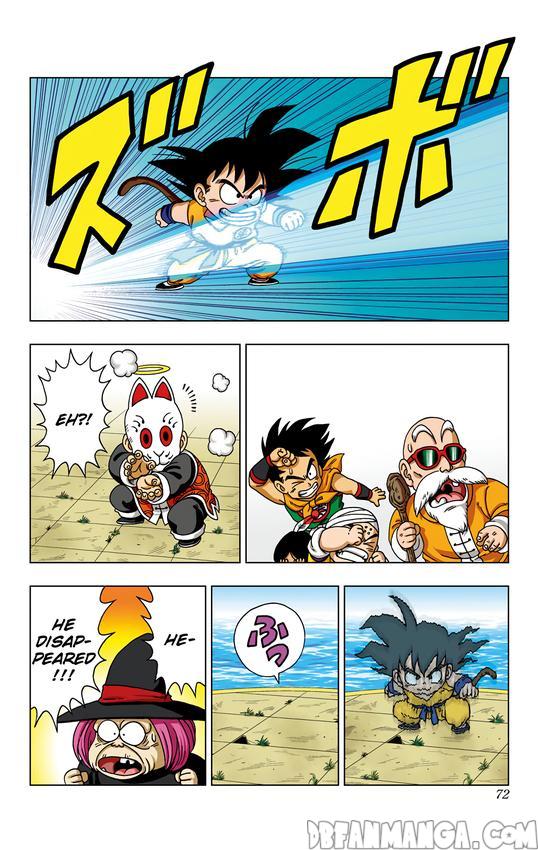 ズボ
EH?!
HE-
HE
DISAP-
PEARED
!!!
ふっ
72
DBFANMANGA.COM